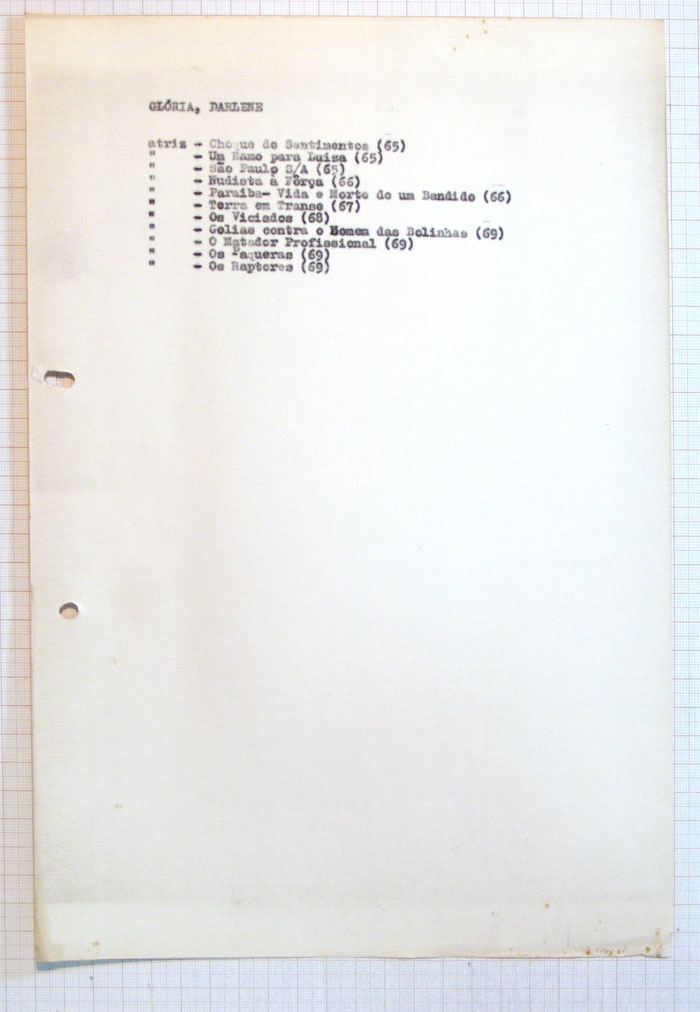 GLÓRIA, DARLENE
atriz - Choque de Sentimentos (65)
" - Um Ramo para Luiza (65)
" - São Paulo S/A (65)
" - Nudista à Fôrça (66)
" - Paraiba- Vida e Morte de um Bandido (66)
" - Terra em Transe (67)
" - Os Viciados (68)
" - Golias contra o Homem das Bolinhas (69)
" - O Matador Profissional (69)
" - Os Paqueras (69)
" - Os Raptores (69)